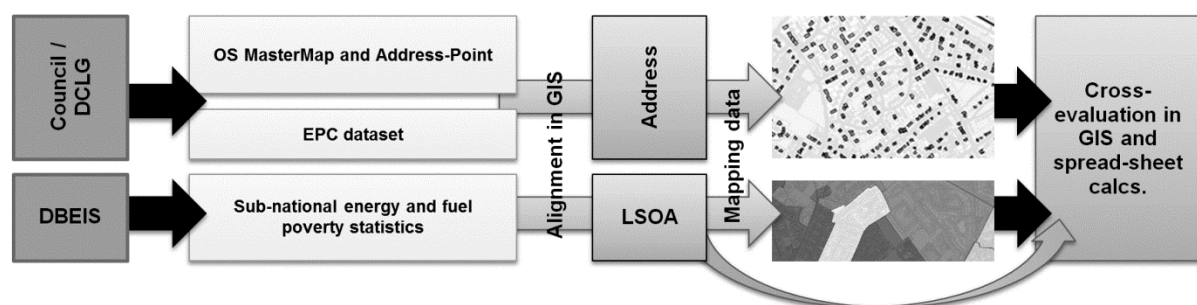 Council /
DCLG
OS MasterMap and Address-Point
EPC dataset
Alignment in GIS
Address
Mapping data
Cross-
evaluation in
GIS and
spread-sheet
calcs.
DBEIS
Sub-national energy and fuel
poverty statistics
LSOA